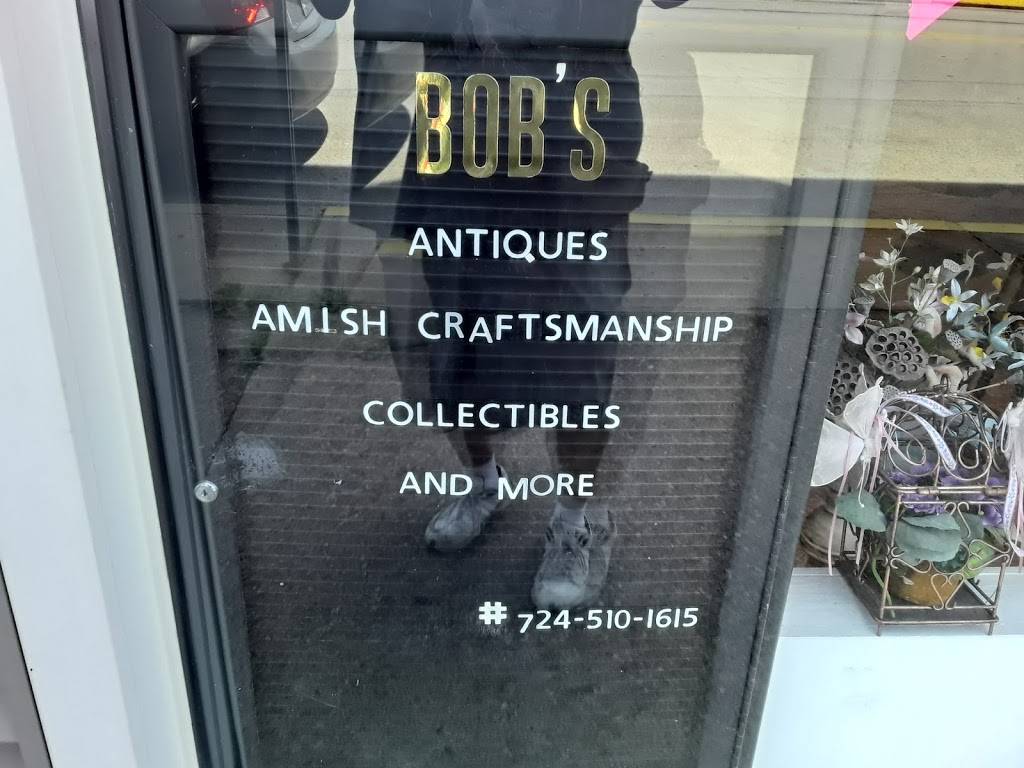 BOB'S
ANTIQUES
AMISH CRAFTSMANSHIP
COLLECTIBLES
AND MORE
# 724-510-1615